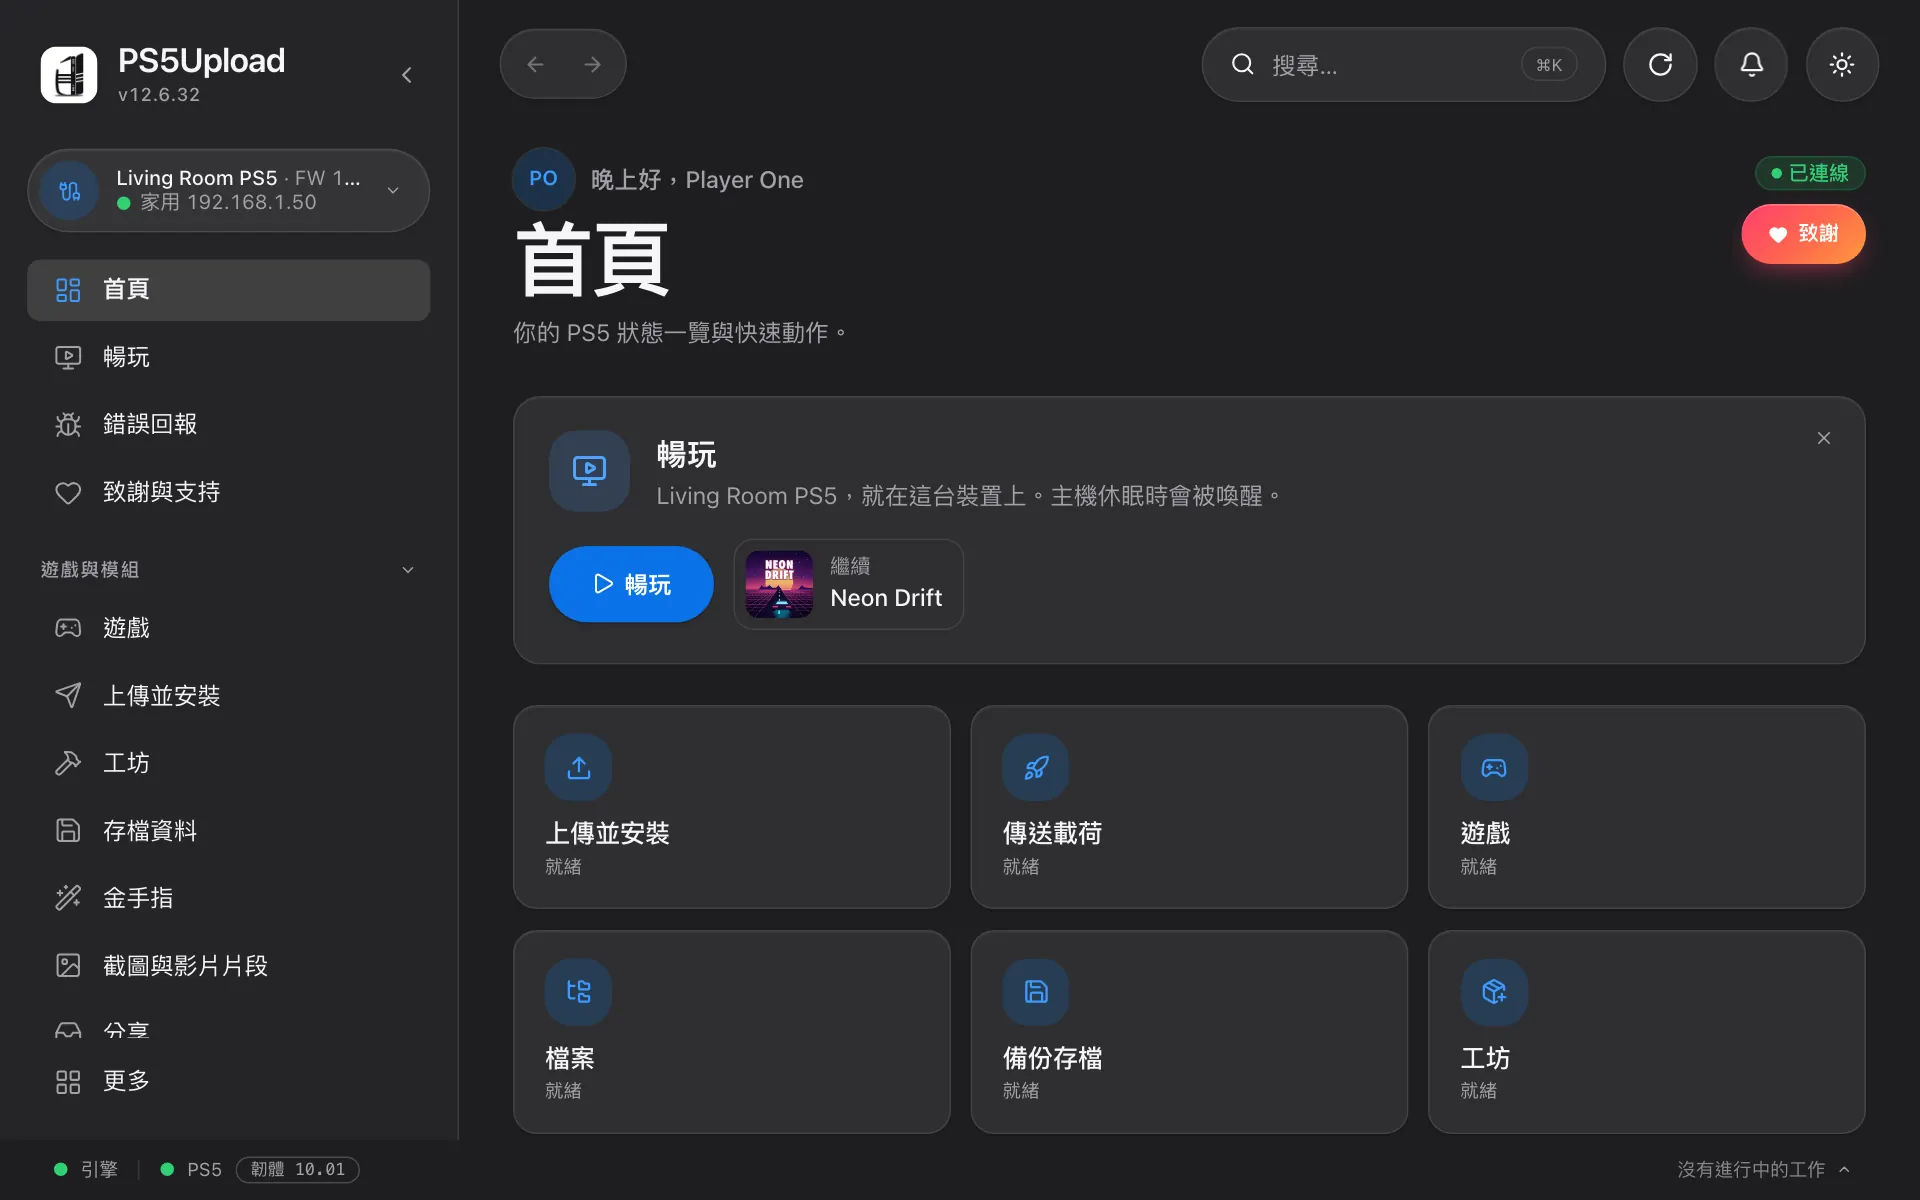 PS5Upload
v12.6.32
Living Room PS5 · FW 1...
家用 192.168.1.50
首頁
暢玩
錯誤回報
致謝與支持
遊戲與模組
遊戲
上傳並安裝
工坊
存檔資料
金手指
截圖與影片片段
分享
更多
搜尋...
⌘K
PO
晚上好，Player One
首頁
你的 PS5 狀態一覽與快速動作。
已連線
致謝
暢玩
Living Room PS5，就在這台裝置上。主機休眠時會被喚醒。
暢玩
NEON
DRIFT
繼續
Neon Drift
上傳並安裝
就緒
傳送載荷
就緒
遊戲
就緒
檔案
就緒
備份存檔
就緒
工坊
就緒
引擎
PS5
韌體 10.01
沒有進行中的工作